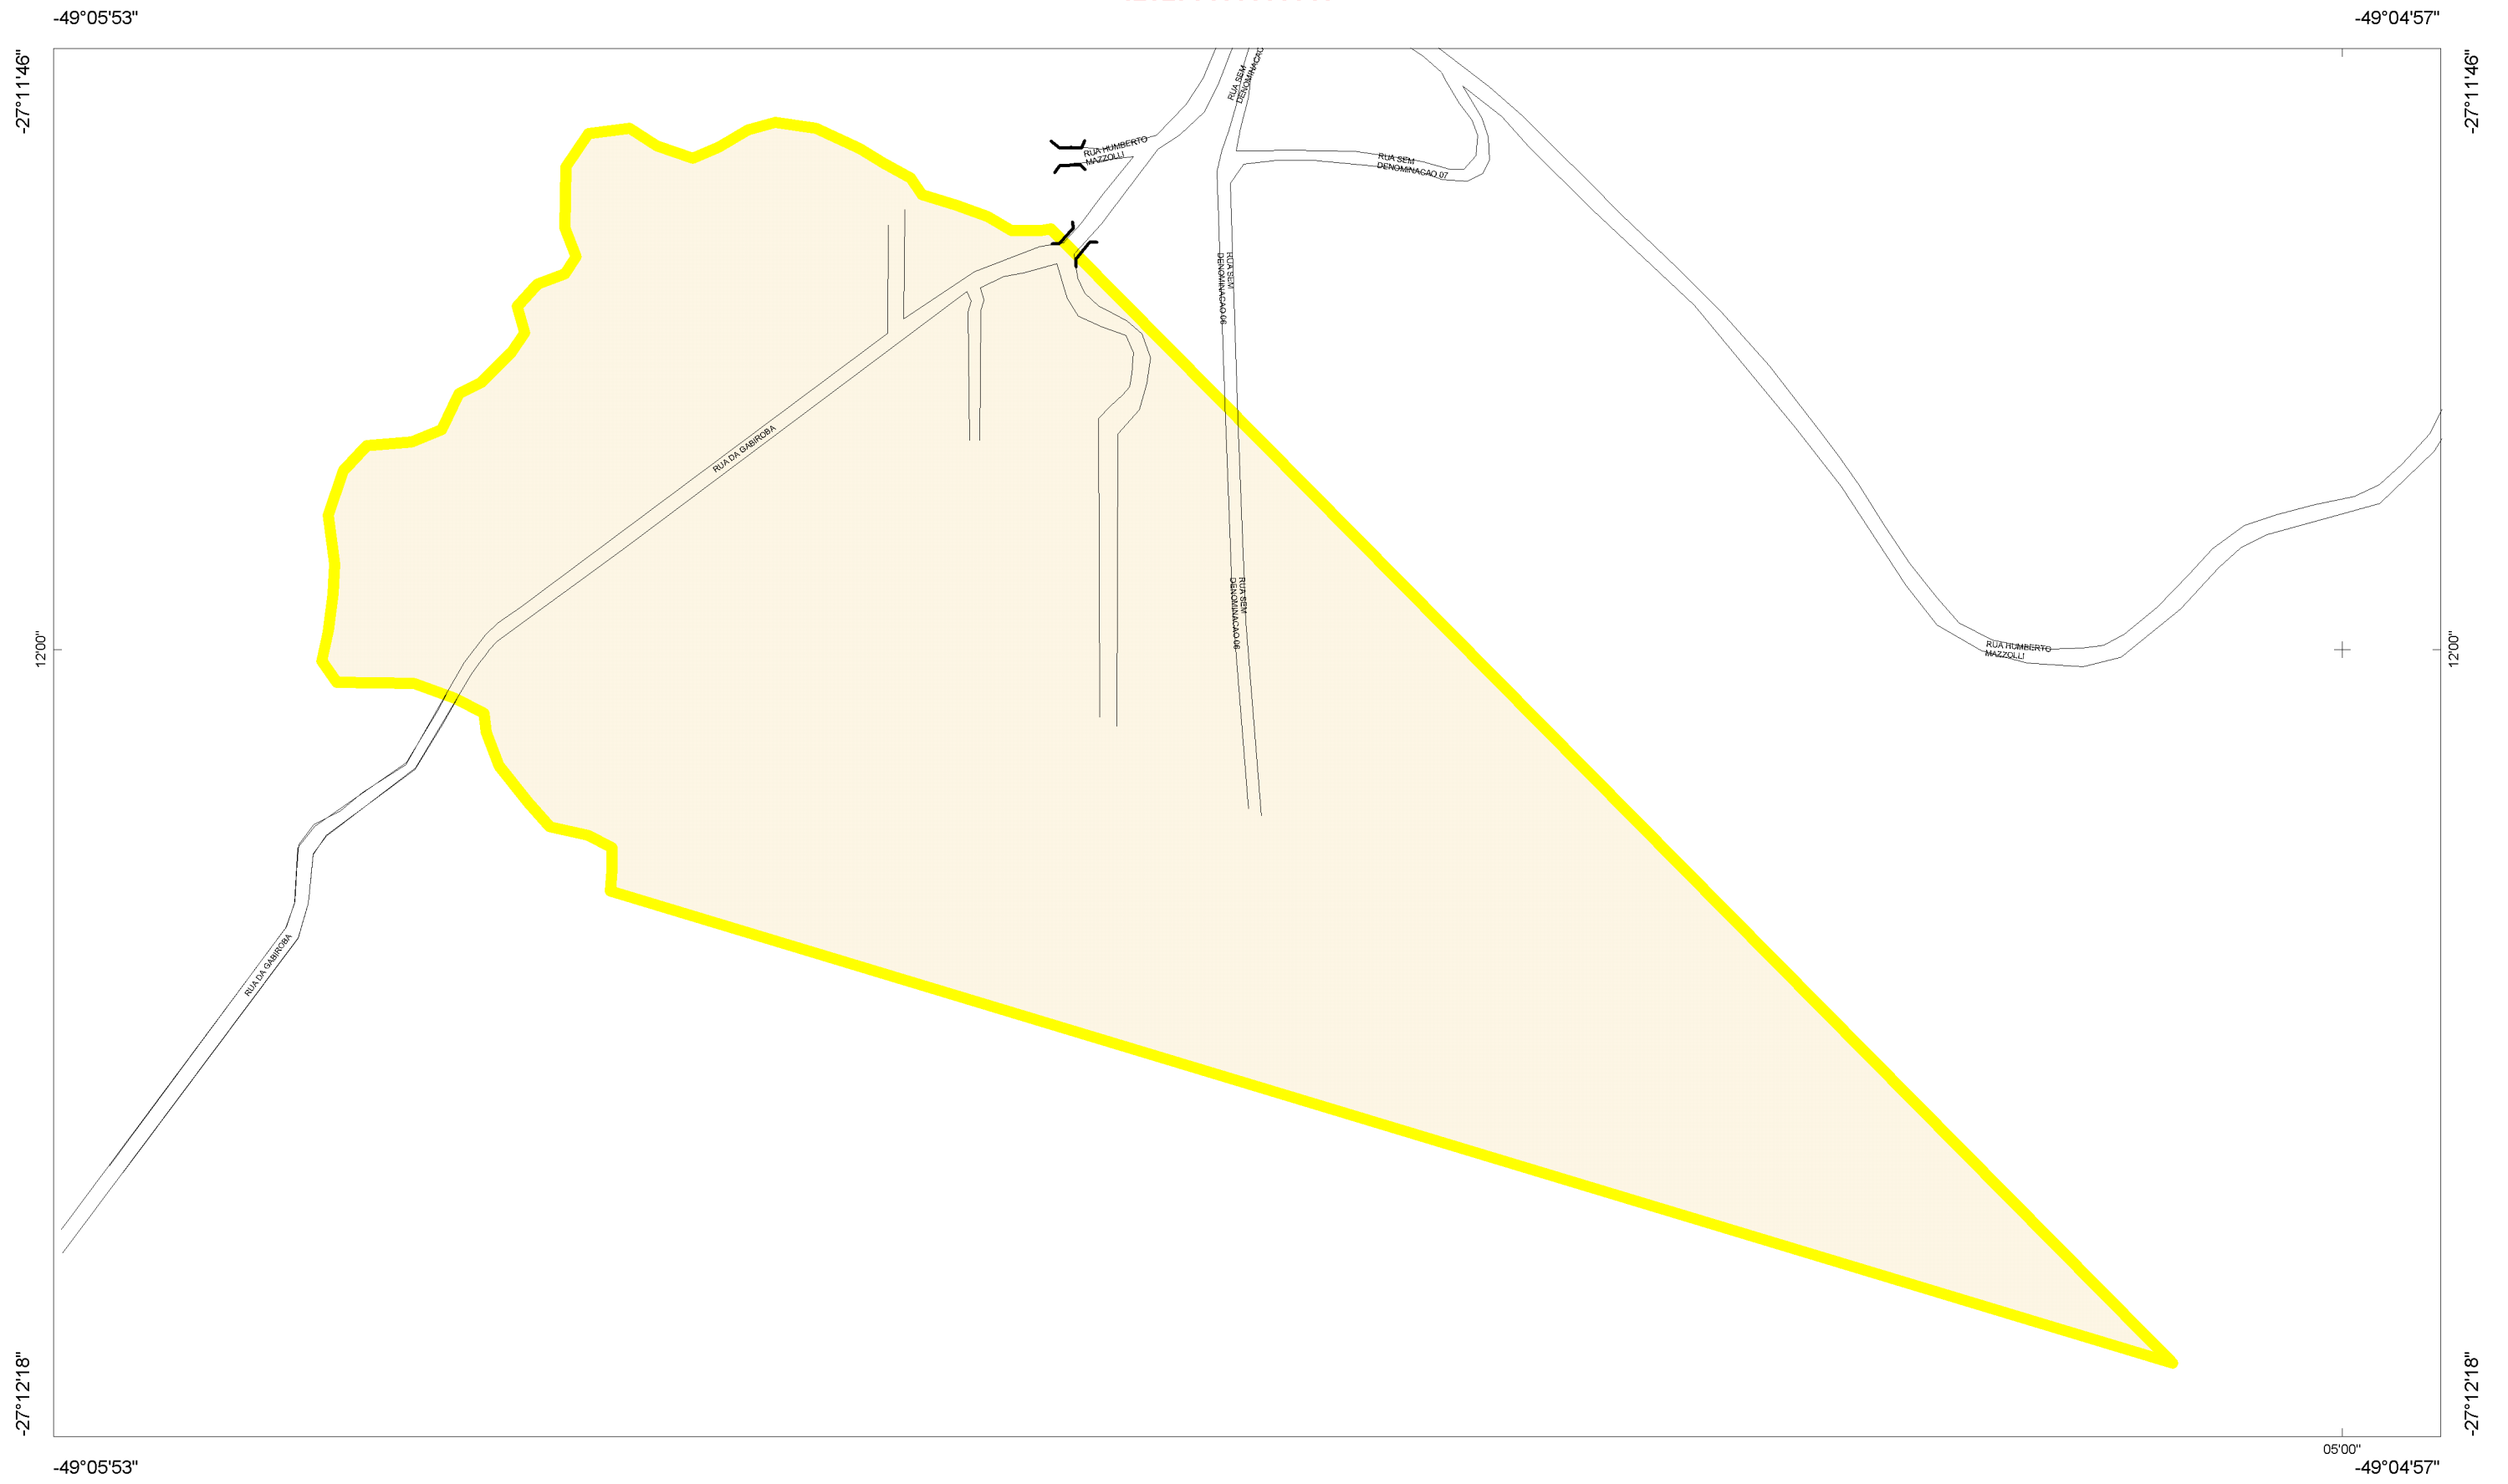 -49°05'53"
-49°04'57"
-27°11'46"
-27°11'46"
RUA SEM
RUA HUMBERTO
MAZZOLLI
RUA SEM
DENOMINACAO 07
RUA SEM
DENOMINACAO 06
RUA DA GABIROBA
RUA SEM
DENOMINACAO 06
12'00"
RUA HUMBERTO
MAZZOLLI
12'00"
RUA DA GABIROBA
-27°12'18"
-27°12'18"
05'00"
-49°05'53"
-49°04'57"